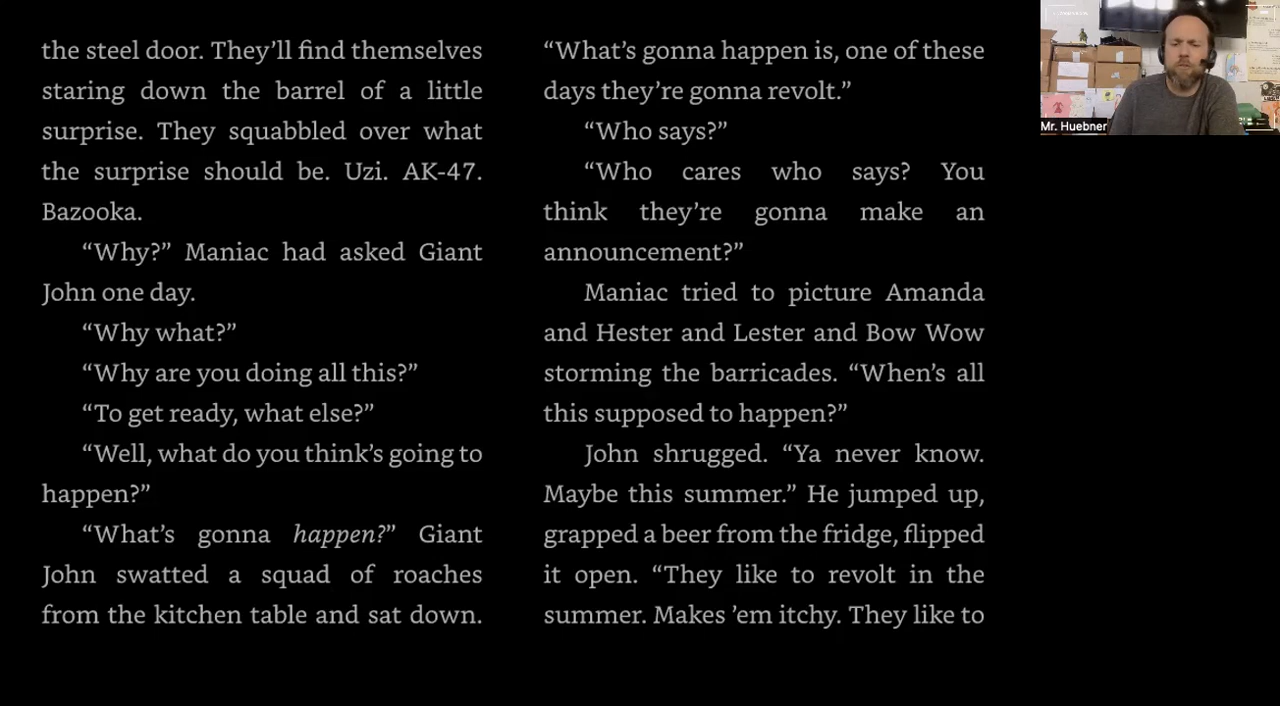 the steel door. They’ll find themselves
staring down the barrel of a little
surprise. They squabbled over what
the surprise should be. Uzi. AK-47.
Bazooka.
“Why?” Maniac had asked Giant
John one day.
“Why what?”
“Why are you doing all this?”
“To get ready, what else?”
“Well, what do you think’s going to
happen?”
“What’s gonna happen?” Giant
John swatted a squad of roaches
from the kitchen table and sat down.
“What’s gonna happen is, one of these
days they’re gonna revolt.”
“Who says?”
“Who cares who says? You
think they’re gonna make an
announcement?”
Maniac tried to picture Amanda
and Hester and Lester and Bow Wow
storming the barricades. “When’s all
this supposed to happen?”
John shrugged. “Ya never know.
Maybe this summer.” He jumped up,
grapped a beer from the fridge, flipped
it open. “They like to revolt in the
summer. Makes ’em itchy. They like to
Mr. Huebner